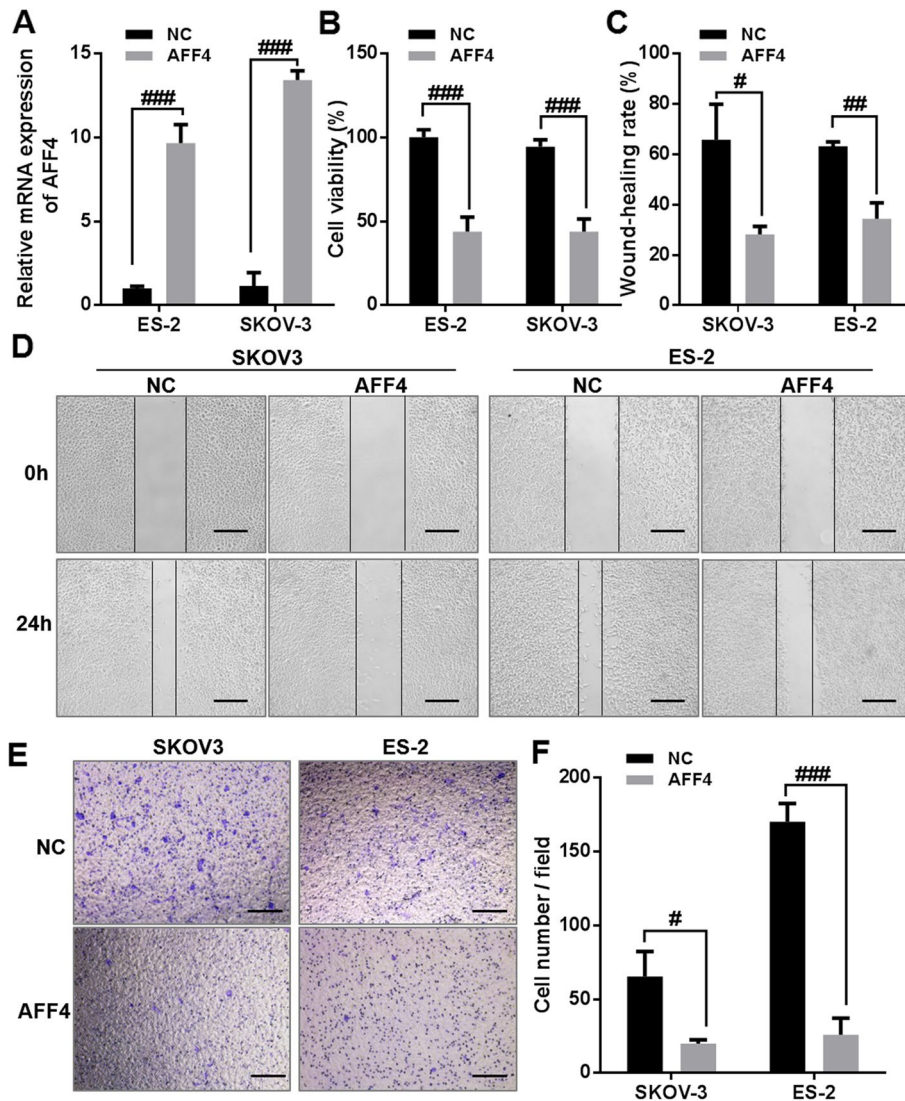 A
NC
AFF4
Relative mRNA expression
of AFF4
15
10
5
0
###
###
ES-2
SKOV-3
B
NC
AFF4
Cell viability (%)
150
100
50
0
###
###
ES-2
SKOV-3
C
NC
AFF4
Wound-healing rate (%)
100
80
60
40
20
0
#
##
SKOV-3
ES-2
D
SKOV3
ES-2
NC
AFF4
NC
AFF4
0h
24h
E
SKOV3
ES-2
NC
AFF4
F
NC
AFF4
Cell number / field
200
150
100
50
0
#
###
SKOV-3
ES-2